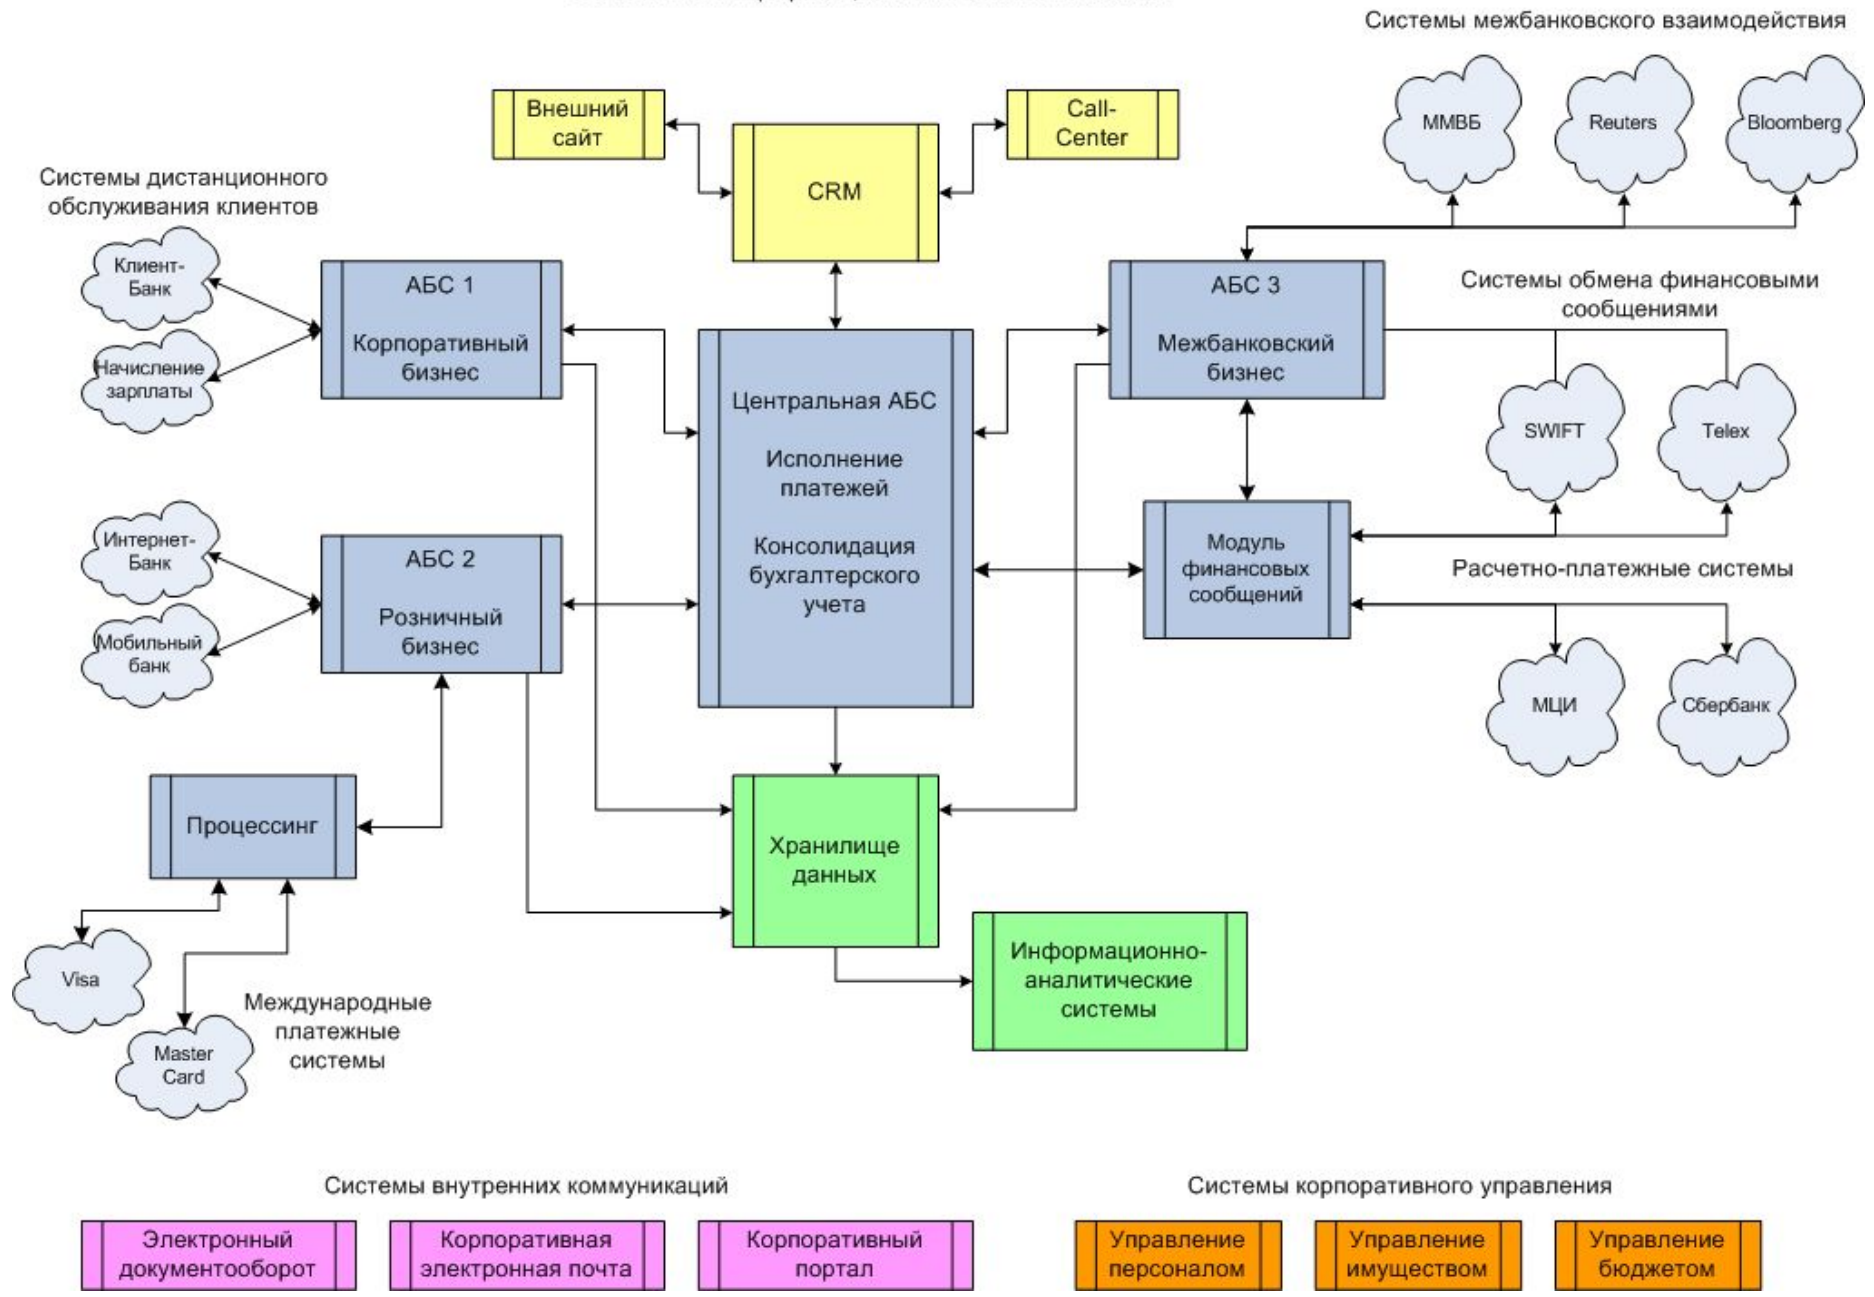 Системы межбанковского взаимодействия
ММВБ
Reuters
Bloomberg
Внешний
сайт
Call-
Center
CRM
Системы дистанционного
обслуживания клиентов
Клиент-
Банк
Начисление
зарплаты
АБС 1
Корпоративный
бизнес
АБС 3
Межбанковский
бизнес
Системы обмена финансовыми
сообщениями
SWIFT
Telex
Центральная АБС
Исполнение
платежей
Консолидация
бухгалтерского
учета
Интернет-
Банк
Мобильный
банк
АБС 2
Розничный
бизнес
Модуль
финансовых
сообщений
Расчетно-платежные системы
МЦИ
Сбербанк
Процессинг
Хранилище
данных
Visa
Master
Card
Международные
платежные
системы
Информационно-
аналитические
системы
Системы внутренних коммуникаций
Электронный
документооборот
Корпоративная
электронная почта
Корпоративный
портал
Системы корпоративного управления
Управление
персоналом
Управление
имуществом
Управление
бюджетом